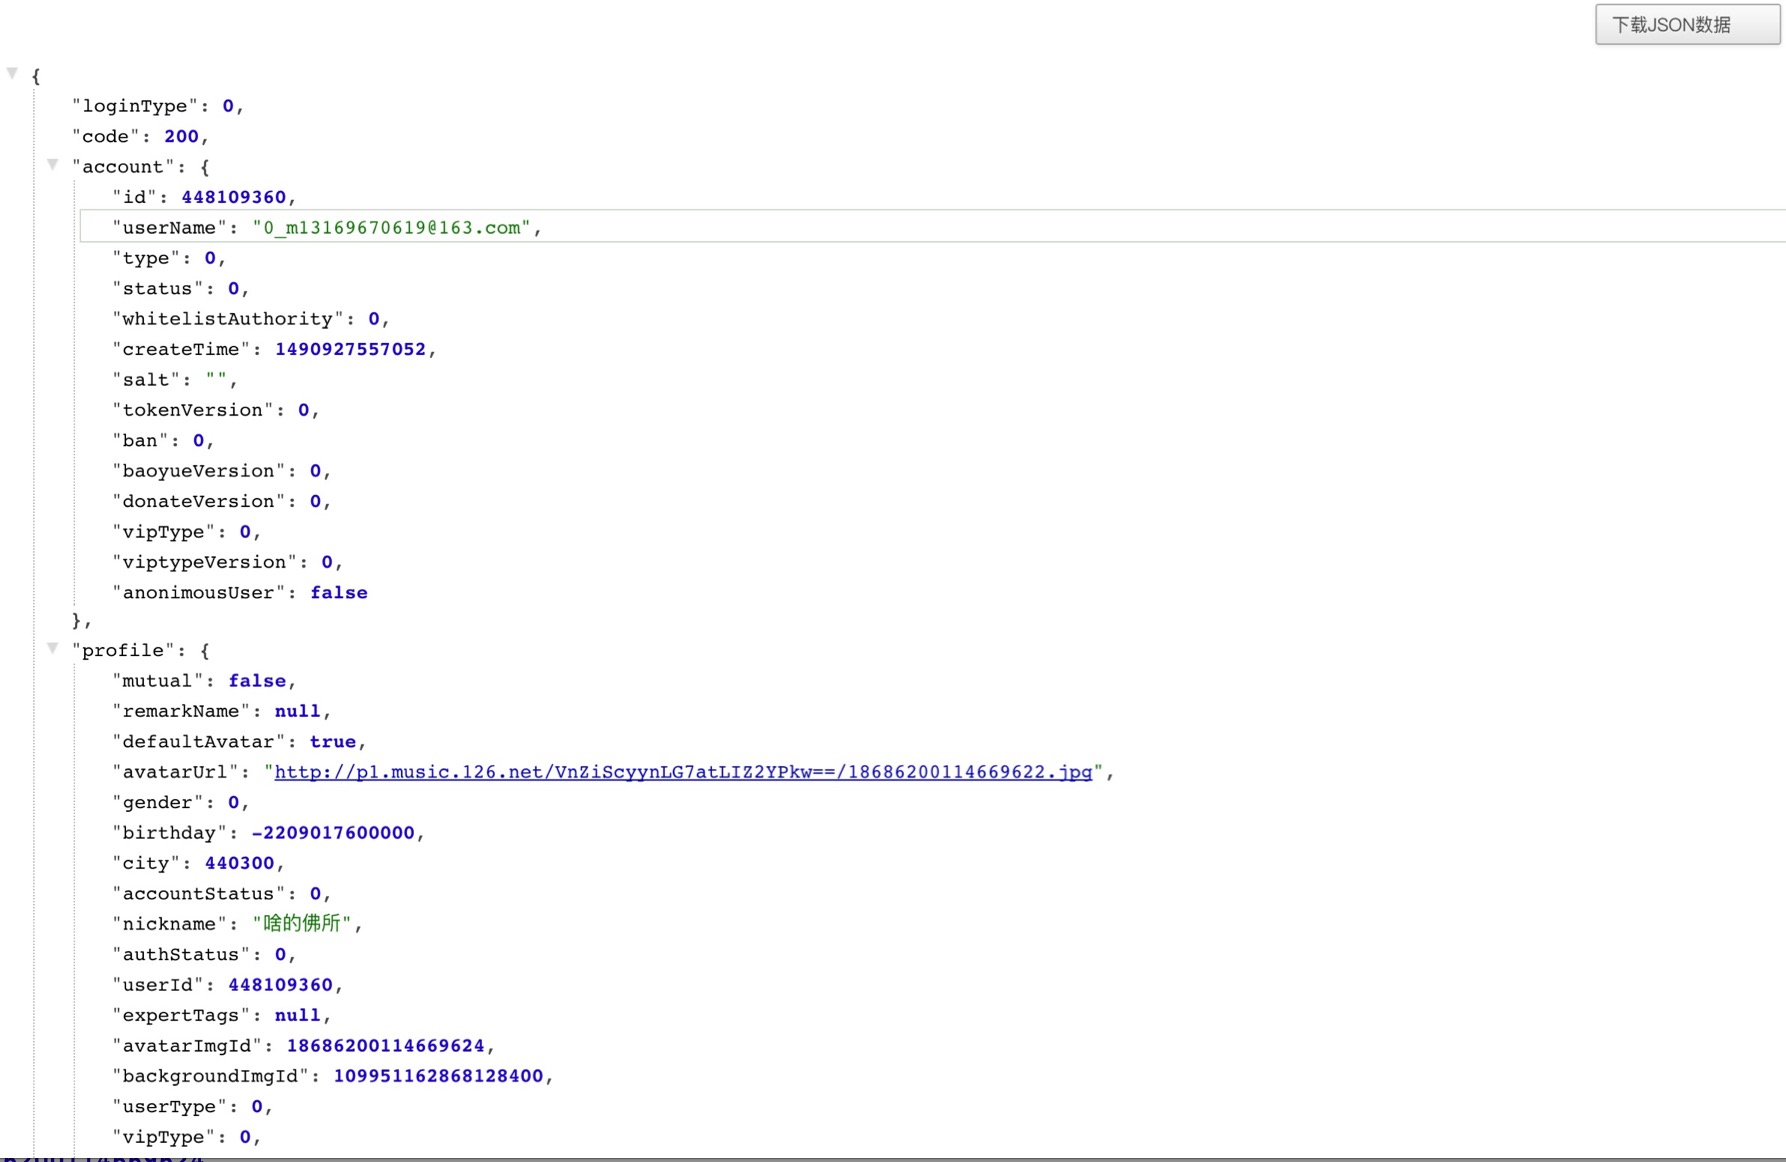 下载JSON数据
{
"loginType": 0,
"code": 200,
"account": {
"id": 448109360,
"userName": "0_m13169670619@163.com",
"type": 0,
"status": 0,
"whitelistAuthority": 0,
"createTime": 1490927557052,
"salt": "",
"tokenVersion": 0,
"ban": 0,
"baoyueVersion": 0,
"donateVersion": 0,
"vipType": 0,
"viptypeVersion": 0,
"anonimousUser": false
},
"profile": {
"mutual": false,
"remarkName": null,
"defaultAvatar": true,
"avatarUrl": "http://p1.music.126.net/VnZiScyynLG7atLIZ2YPkw==/18686200114669622.jpg",
"gender": 0,
"birthday": -2209017600000,
"city": 440300,
"accountStatus": 0,
"nickname": "啥的佛所",
"authStatus": 0,
"userId": 448109360,
"expertTags": null,
"avatarImgId": 18686200114669624,
"backgroundImgId": 109951162868128400,
"userType": 0,
"vipType": 0,